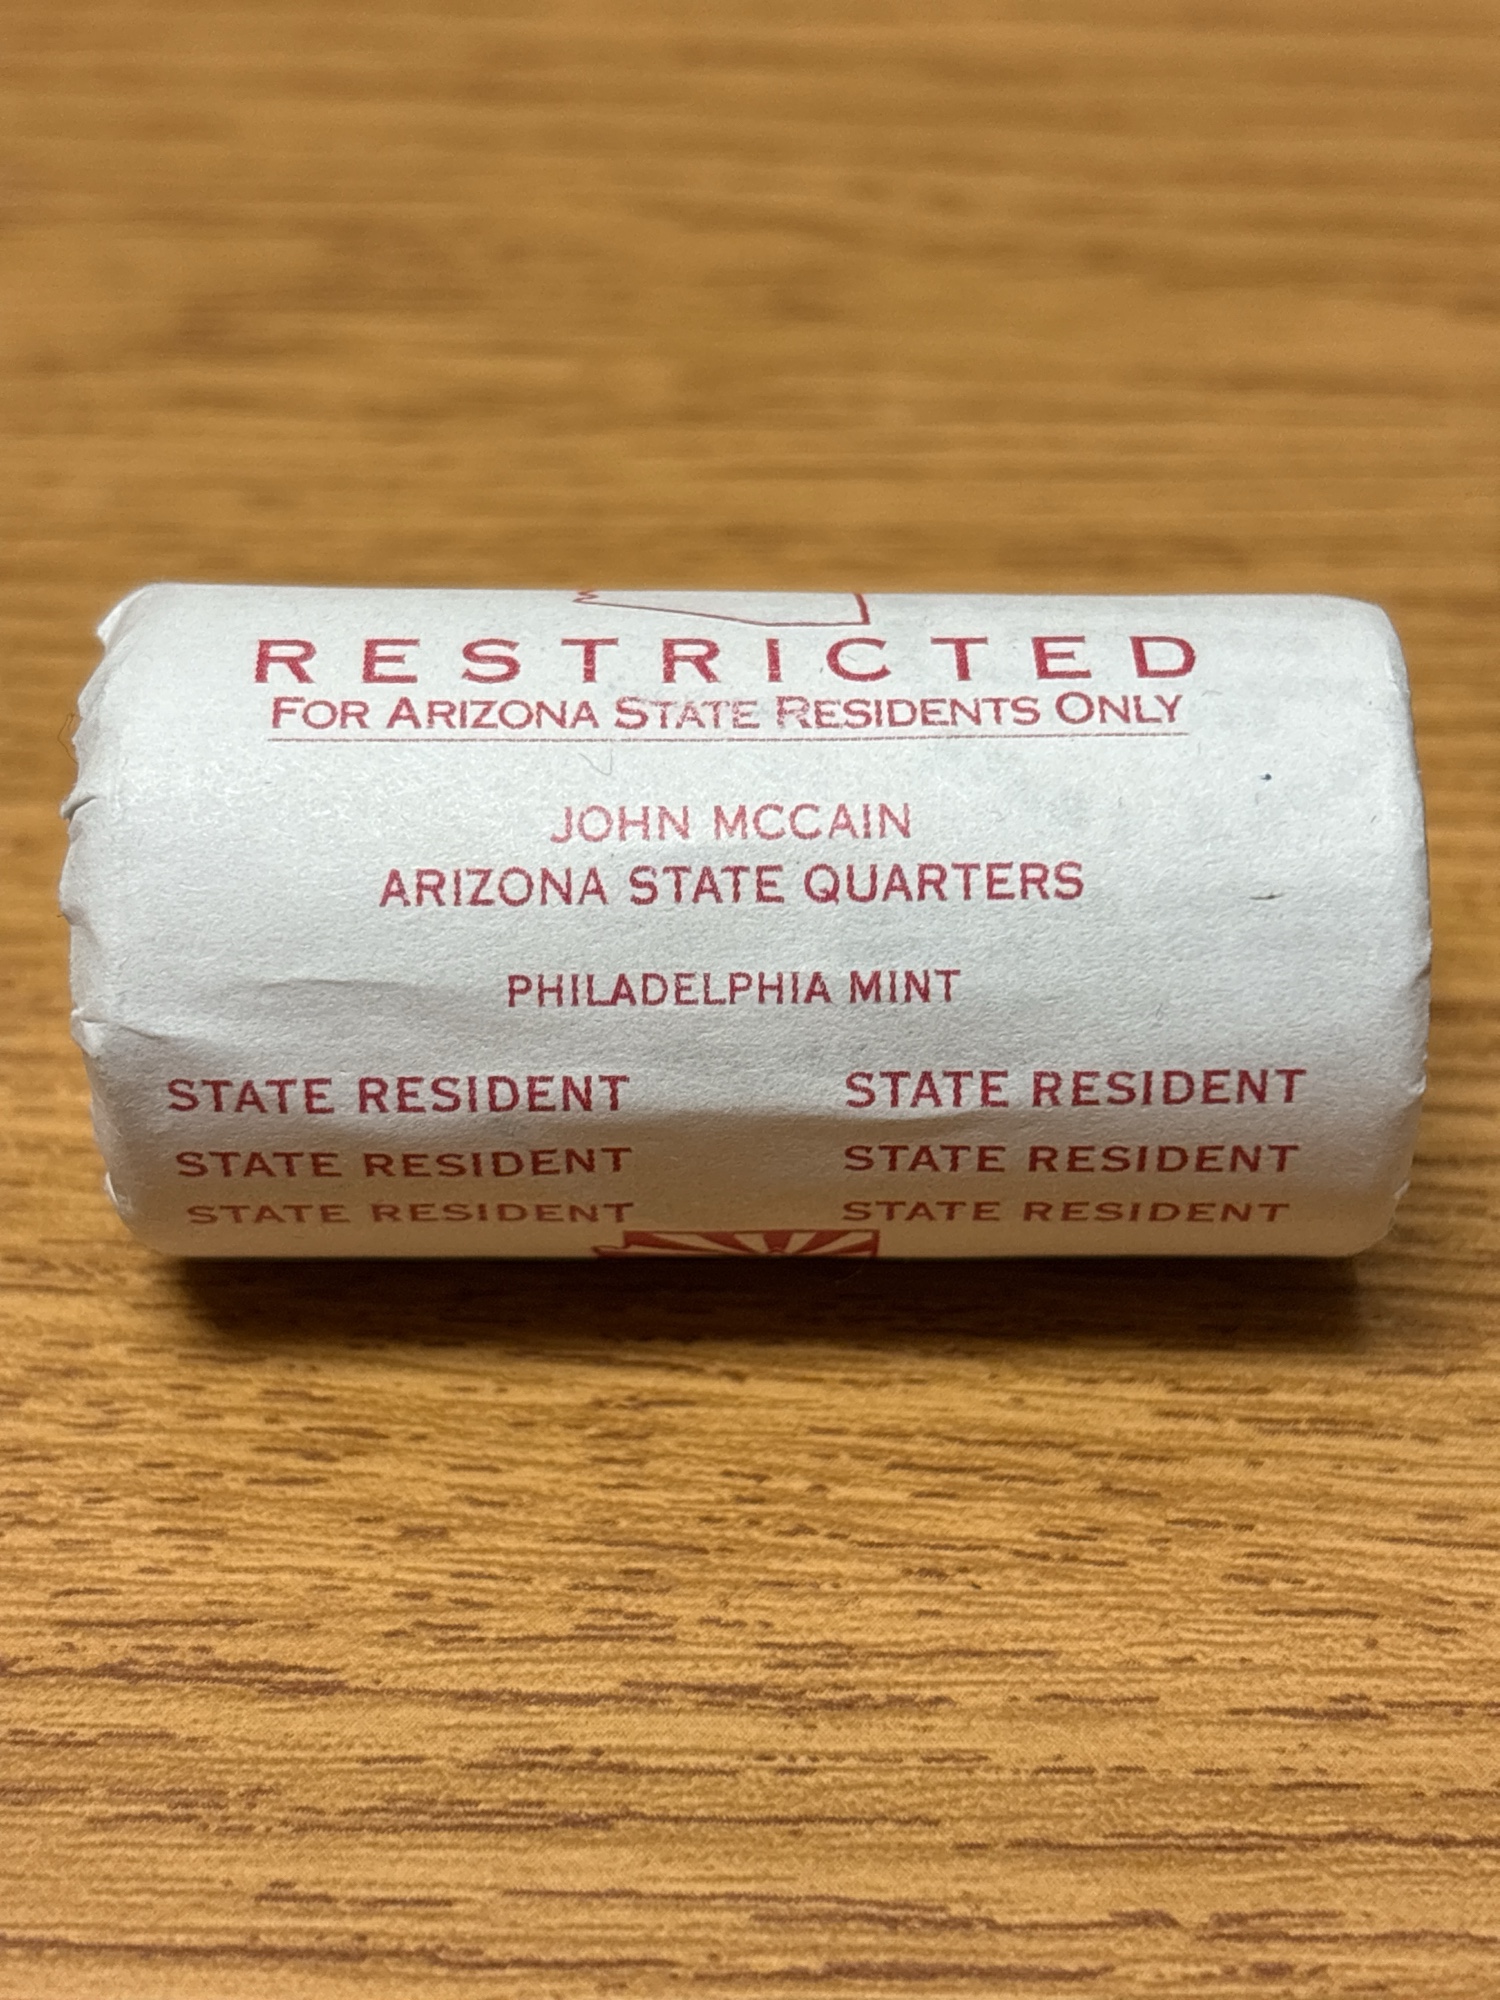 RESTRICTED
FOR ARIZONA STATE RESIDENTS ONLY
JOHN MCCAIN
ARIZONA STATE QUARTERS
PHILADELPHIA MINT
STATE RESIDENT STATE RESIDENT
STATE RESIDENT STATE RESIDENT
STATE RESIDENT STATE RESIDENT